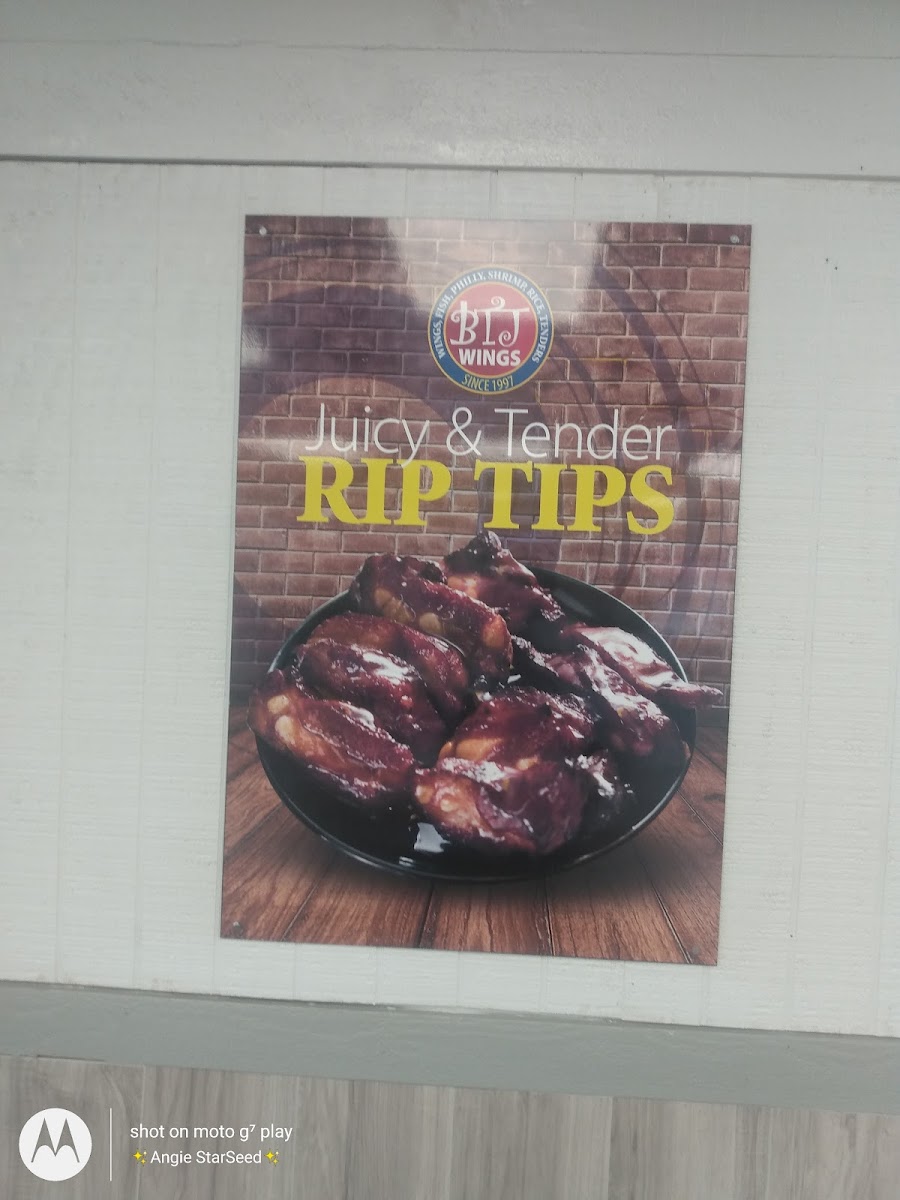 WINGS, FISH, PHILLY, SHRIMP, RICE, TENDERS
BTJ
WINGS
SINCE 1997
Juicy & Tender
RIP TIPS
shot on moto g⁷ play
✨Angie StarSeed✨